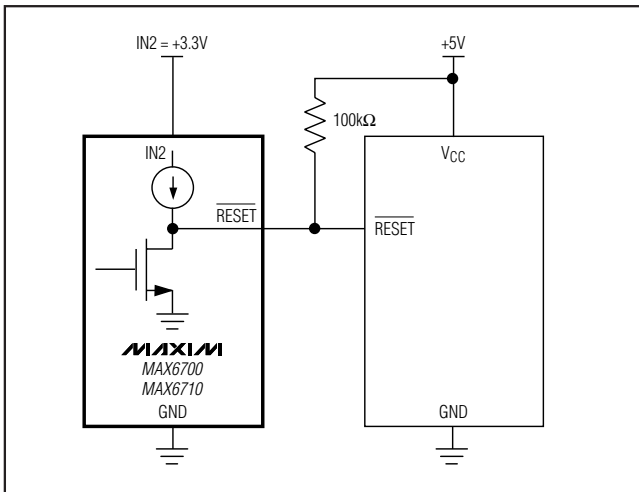 IN2 = +3.3V
+5V
100kΩ
IN2
VCC
RESET
RESET
MAXIM
MAX6700
MAX6710
GND
GND